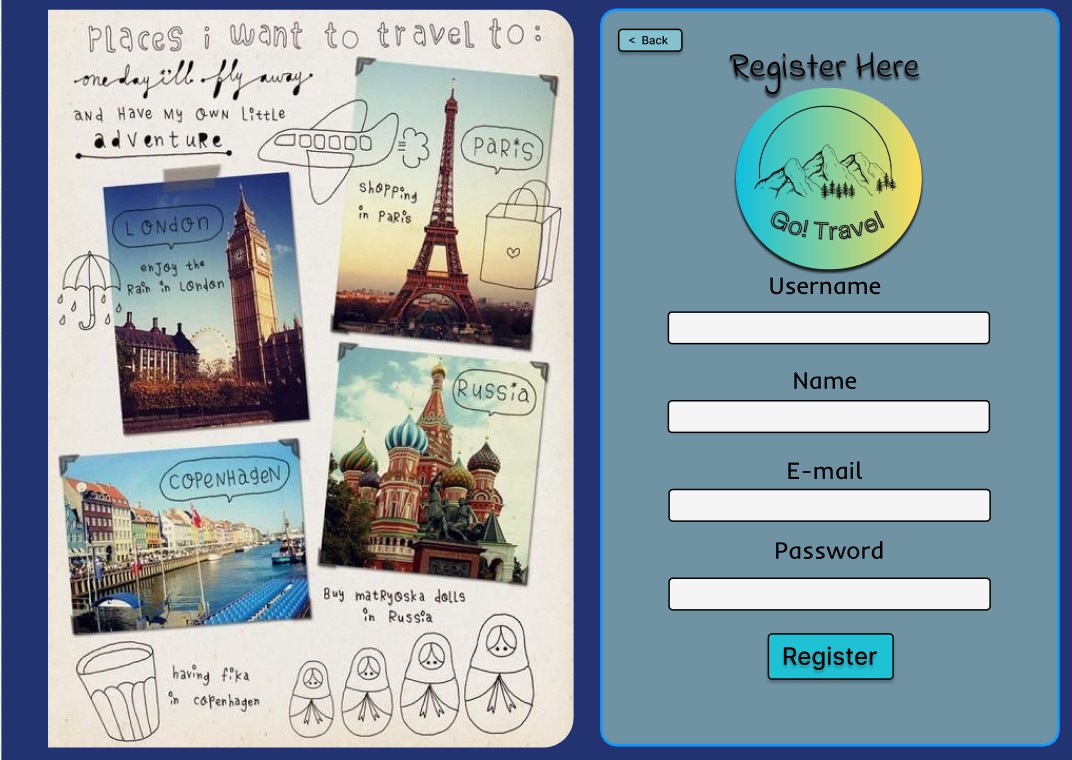 Places i want to travel to:
one day i'll fly away
and Have My own Little
adventure
PaRis
Shopping
in PaRis
LONdon
enjoy the
Rain in London
Russia
COPENHageN
Buy matRyoska dolls
in Russia
having fika
in copenhagen
< Back
Register Here
Go! Travel
Username
Name
E-mail
Password
Register